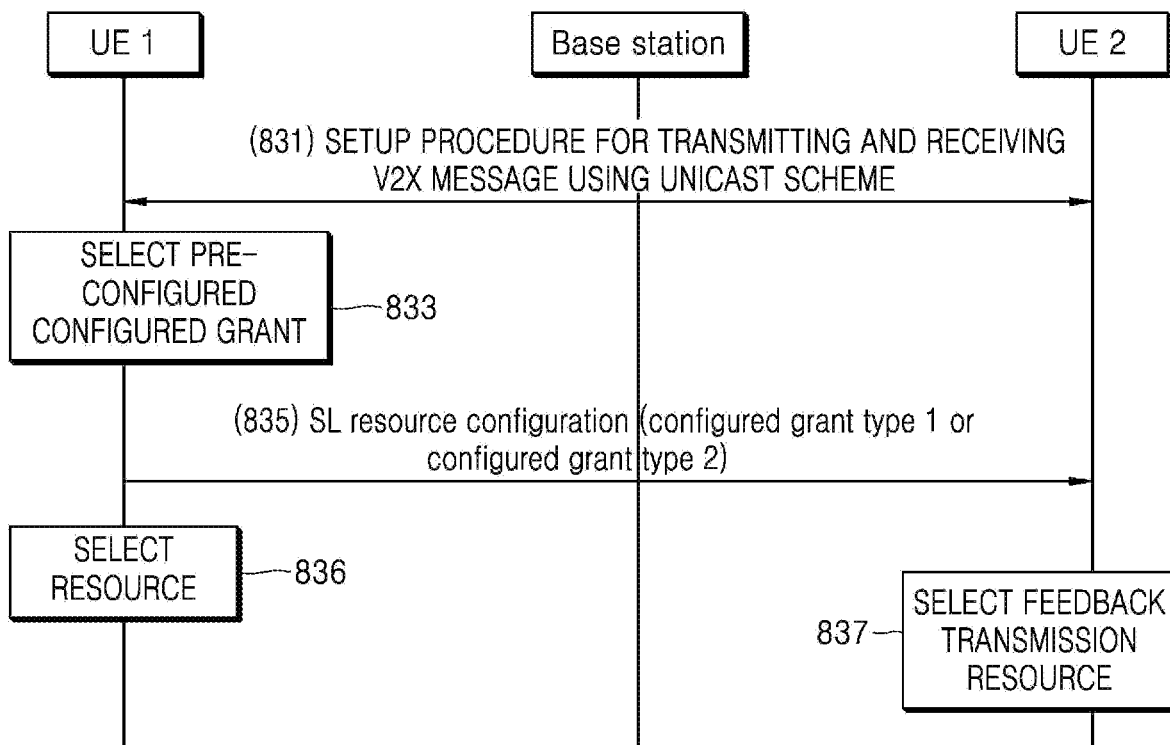 UE 1
Base station
UE 2
(831) SETUP PROCEDURE FOR TRANSMITTING AND RECEIVING
V2X MESSAGE USING UNICAST SCHEME
SELECT PRE-
CONFIGURED
CONFIGURED GRANT
833
(835) SL resource configuration (configured grant type 1 or
configured grant type 2)
SELECT
RESOURCE
836
SELECT FEEDBACK
TRANSMISSION
RESOURCE
837